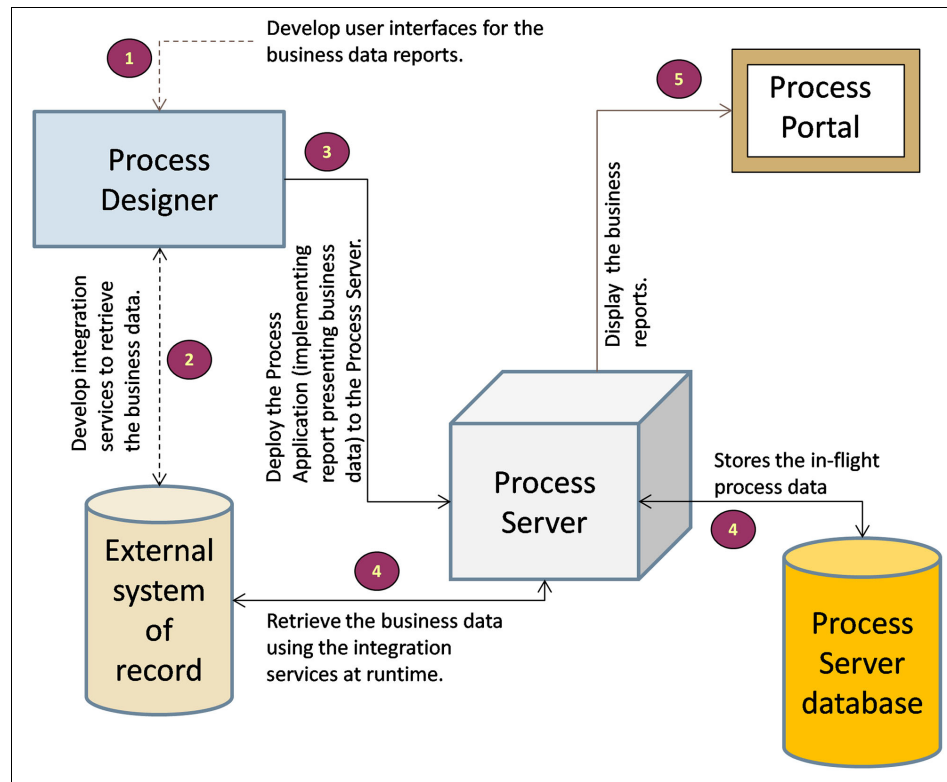 Develop user interfaces for the
business data reports.
1
Process
Designer
3
5
Process
Portal
Develop integration
services to retrieve
the business data.
2
Deploy the Process
Application (implementing
report presenting business
data) to the Process Server.
Display the business
reports.
Process
Server
Stores the in-flight
process data
4
External
system
of
record
4
Retrieve the business data
using the integration
services at runtime.
Process
Server
database